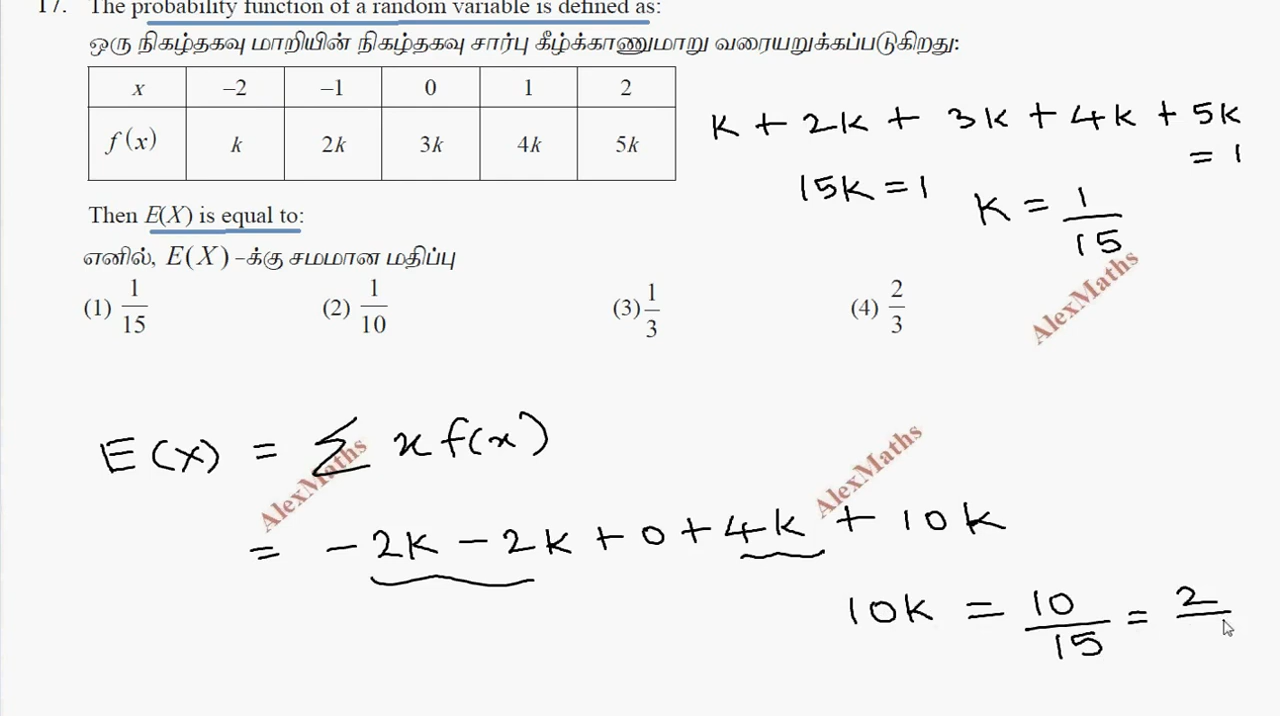 17. The probability function of a random variable is defined as:
ஒரு நிகழ்தகவு மாறியின் நிகழ்தகவு சார்பு கீழ்க்காணுமாறு வரையறுக்கப்படுகிறது:
x −2 −1 0 1 2
f(x) k 2k 3k 4k 5k
k + 2k + 3k + 4k + 5k
= 1
15k = 1 k = 1/15
Then E(X) is equal to:
எனில், E(X)-க்கு சமமான மதிப்பு
(1) 1/15 (2) 1/10 (3) 1/3 (4) 2/3
AlexMaths
E(X) = ∑ x f(x)
AlexMaths
AlexMaths
= − 2k − 2k + 0 + 4k + 10k
10k = 10/15 = 2/